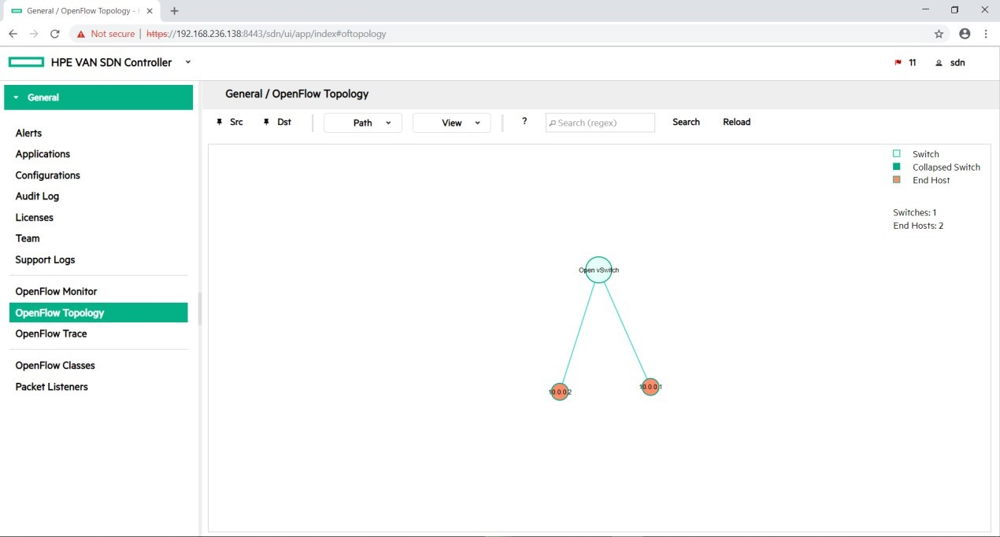 General / OpenFlow Topology -
Not secure | https://192.168.236.138:8443/sdn/ui/app/index#oftopology
HPE VAN SDN Controller
11 sdn
General
General / OpenFlow Topology
Src Dst Path View ? Search (regex) Search Reload
Alerts
Applications
Configurations
Audit Log
Licenses
Team
Support Logs
OpenFlow Monitor
OpenFlow Topology
OpenFlow Trace
OpenFlow Classes
Packet Listeners
Switch
Collapsed Switch
End Host
Switches: 1
End Hosts: 2
Open vSwitch
10.0.0.2
10.0.0.1